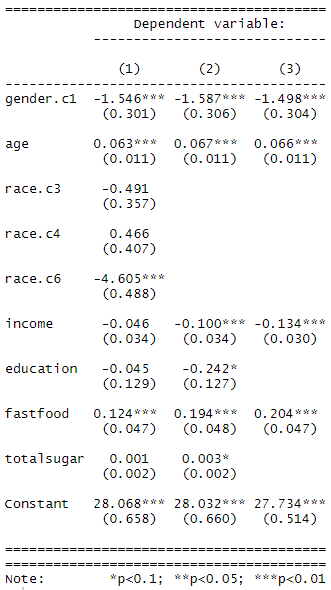 ==========================================
Dependent variable:
------------------------------
(1) (2) (3)
------------------------------------------
gender.c1 -1.546*** -1.587*** -1.498***
(0.301) (0.306) (0.304)
age 0.063*** 0.067*** 0.066***
(0.011) (0.011) (0.011)
race.c3 -0.491
(0.357)
race.c4 0.466
(0.407)
race.c6 -4.605***
(0.488)
income -0.046 -0.100*** -0.134***
(0.034) (0.034) (0.030)
education -0.045 -0.242*
(0.129) (0.127)
fastfood 0.124*** 0.194*** 0.204***
(0.047) (0.048) (0.047)
totalsugar 0.001 0.003*
(0.002) (0.002)
Constant 28.068*** 28.032*** 27.734***
(0.658) (0.660) (0.514)
==========================================
==========================================
Note: *p<0.1; **p<0.05; ***p<0.01